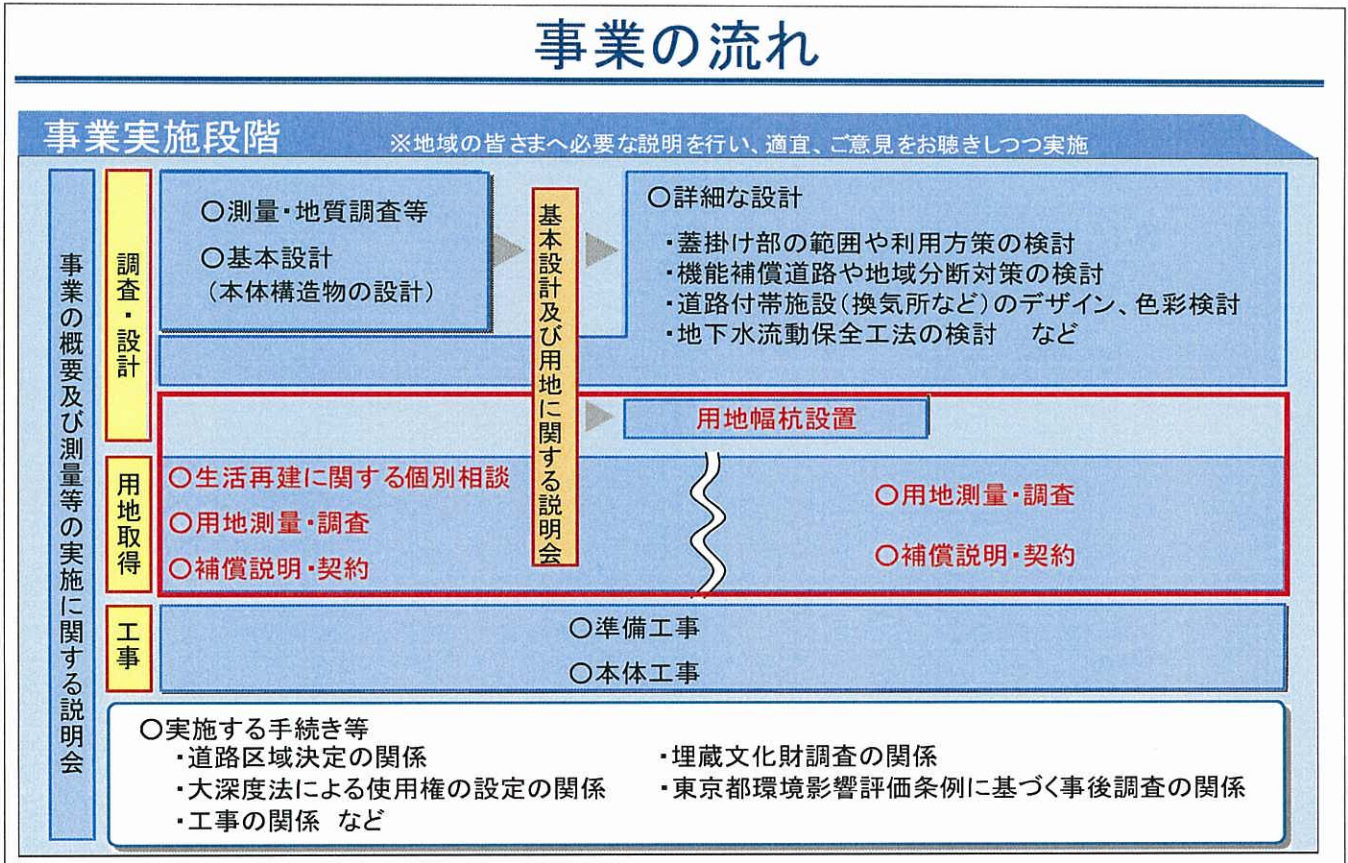 事業の流れ
事業実施段階
※地域の皆さまへ必要な説明を行い、適宜、ご意見をお聴きしつつ実施
事業の概要及び測量等の実施に関する説明会
調査・設計
○測量・地質調査等
○基本設計
(本体構造物の設計)
基本設計及び用地に関する説明会
○詳細な設計
・蓋掛け部の範囲や利用方策の検討
・機能補償道路や地域分断対策の検討
・道路付帯施設(換気所など)のデザイン、色彩検討
・地下水流動保全工法の検討 など
用地幅杭設置
用地取得
○生活再建に関する個別相談
○用地測量・調査
○補償説明・契約
○用地測量・調査
○補償説明・契約
工事
○準備工事
○本体工事
○実施する手続き等
・道路区域決定の関係
・大深度法による使用権の設定の関係
・工事の関係 など
・埋蔵文化財調査の関係
・東京都環境影響評価条例に基づく事後調査の関係